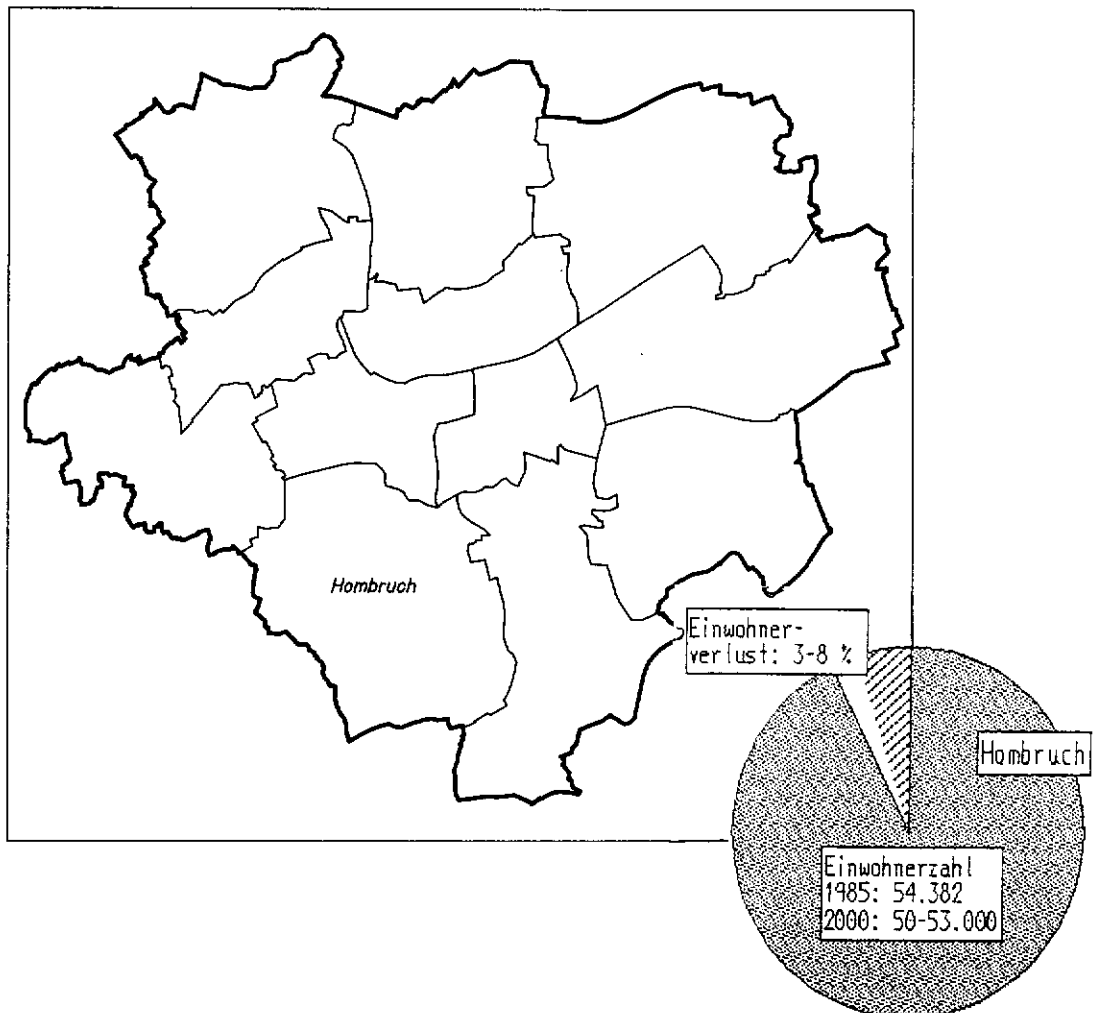 Hombruch
Einwohner-
verlust: 3-8 %
Hombruch
Einwohnerzahl
1985: 54.382
2000: 50-53.000